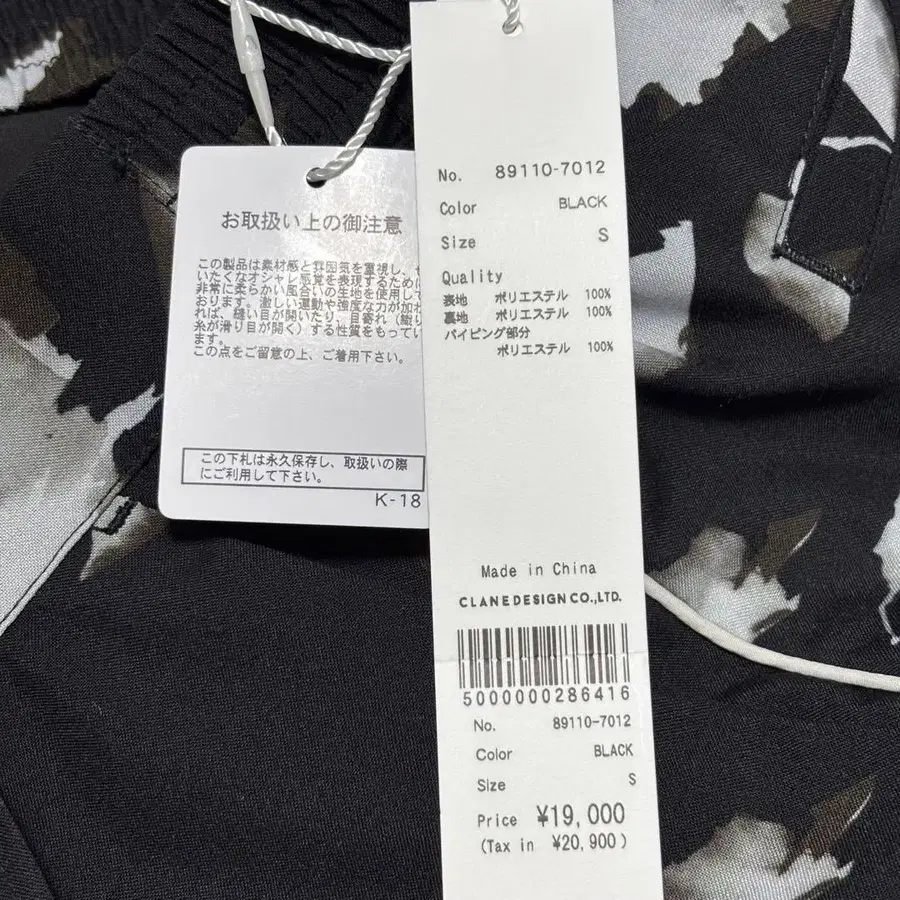 お取扱い上の御注意
この製品は素材感と雰囲気を重視し、ぜ
いたくなオシャレ感覚を表現するために
非常に柔らかい風合いの生地を使用して
おります。激しい運動や強度な力が加わ
れば、縫い目が開いたり、目寄れ（織り
糸が滑り目が開く）する性質をもってい
ます。
この点をご留意の上、ご着用下さい。
この下札は永久保存し、取扱いの際
にご利用して下さい。
K-18
No. 89110-7012
Color BLACK
Size S
Quality
表地 ポリエステル 100%
裏地 ポリエステル 100%
パイピング部分
ポリエステル 100%
Made in China
CLANE DESIGN CO.,LTD.
5000000286416
No. 89110-7012
Color BLACK
Size S
Price ¥19,000
(Tax in ¥20,900)